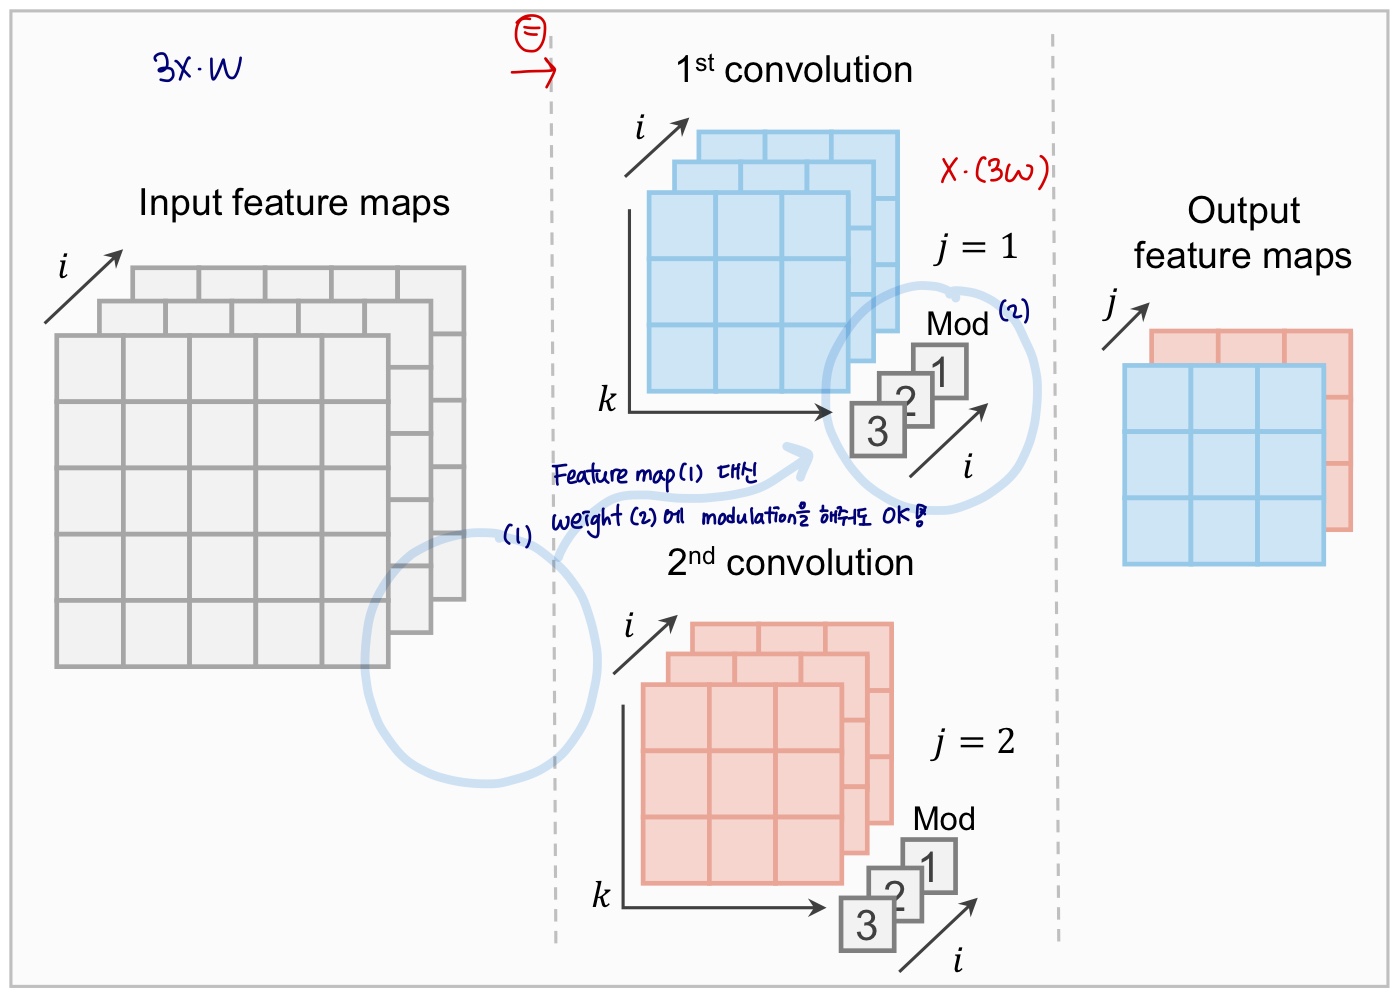 3x·w
=
→
1st convolution
i
x·(3w)
Input feature maps
i
j = 1
Output
feature maps
j
Mod (2)
1
2
3
k
i
Feature map(1) 대신
weight (2)에 modulation을 해줘도 OK
(1)
2nd convolution
i
j = 2
Mod
1
2
3
k
i